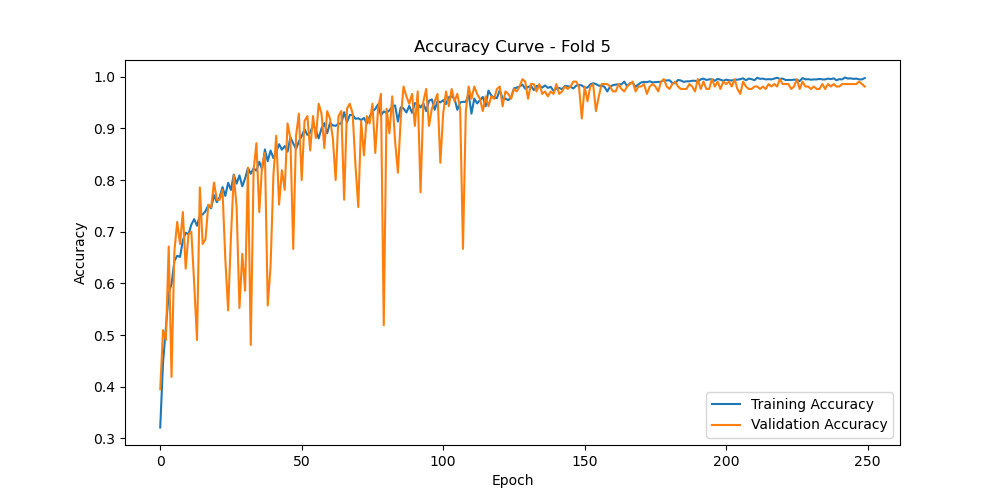 Accuracy Curve - Fold 5
1.0
0.9
0.8
0.7
0.6
0.5
0.4
0.3
Accuracy
0
50
100
150
200
250
Epoch
Training Accuracy
Validation Accuracy